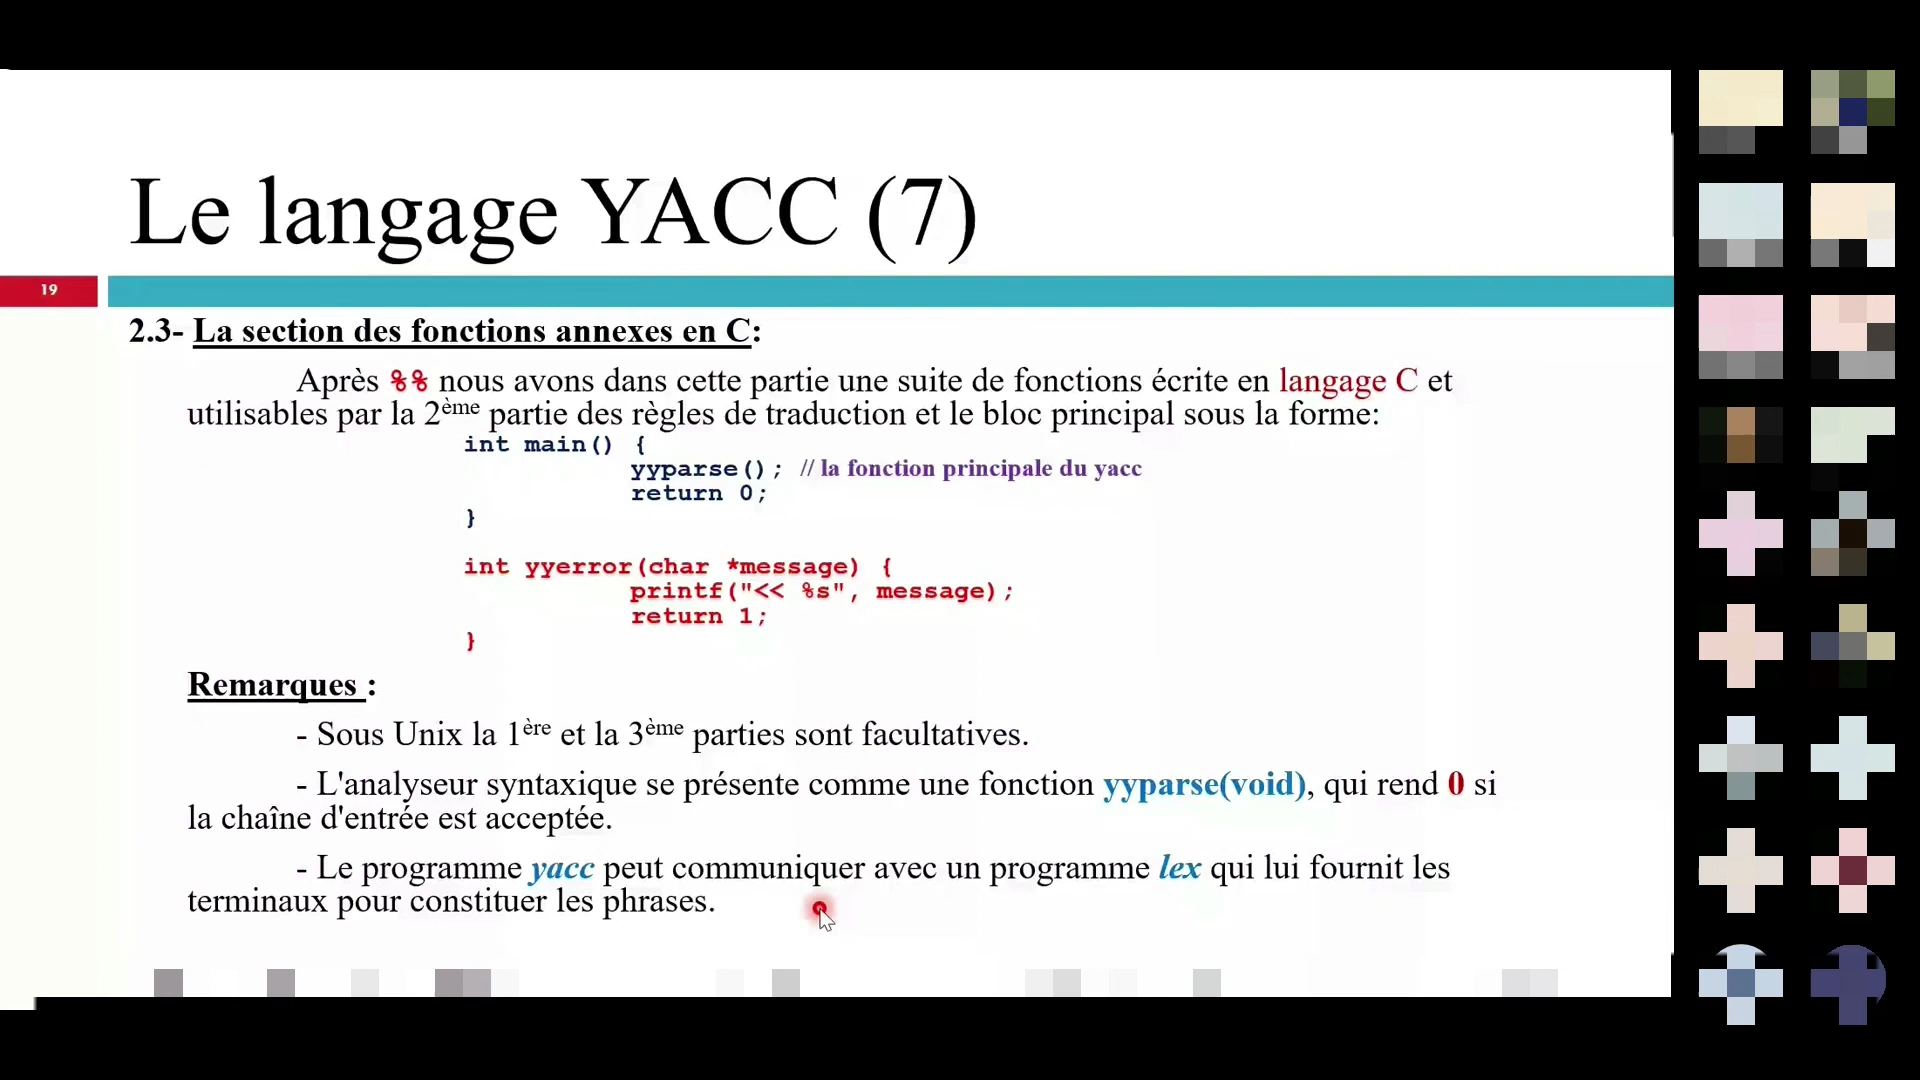 Le langage YACC (7)
19
2.3- La section des fonctions annexes en C:
Après %% nous avons dans cette partie une suite de fonctions écrite en langage C et
utilisables par la 2ème partie des règles de traduction et le bloc principal sous la forme:
int main() {
yyparse(); // la fonction principale du yacc
return 0;
}
int yyerror(char *message) {
printf("<< %s", message);
return 1;
}
Remarques :
- Sous Unix la 1ère et la 3ème parties sont facultatives.
- L'analyseur syntaxique se présente comme une fonction yyparse(void), qui rend 0 si
la chaîne d'entrée est acceptée.
- Le programme yacc peut communiquer avec un programme lex qui lui fournit les
terminaux pour constituer les phrases.